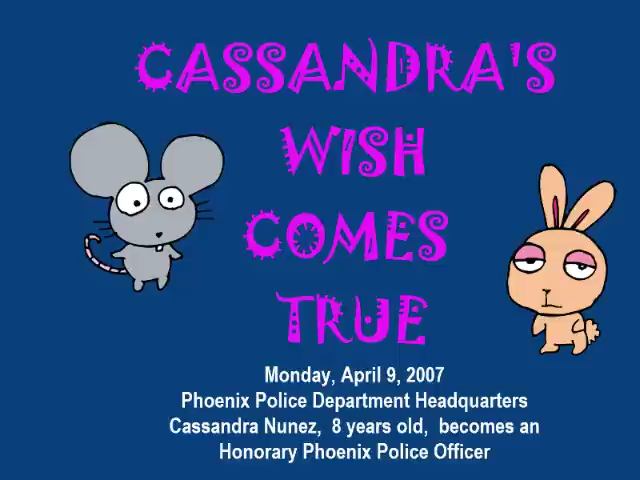 CASSANDRA'S
WISH
COMES
TRUE
Monday, April 9, 2007
Phoenix Police Department Headquarters
Cassandra Nunez, 8 years old, becomes an
Honorary Phoenix Police Officer